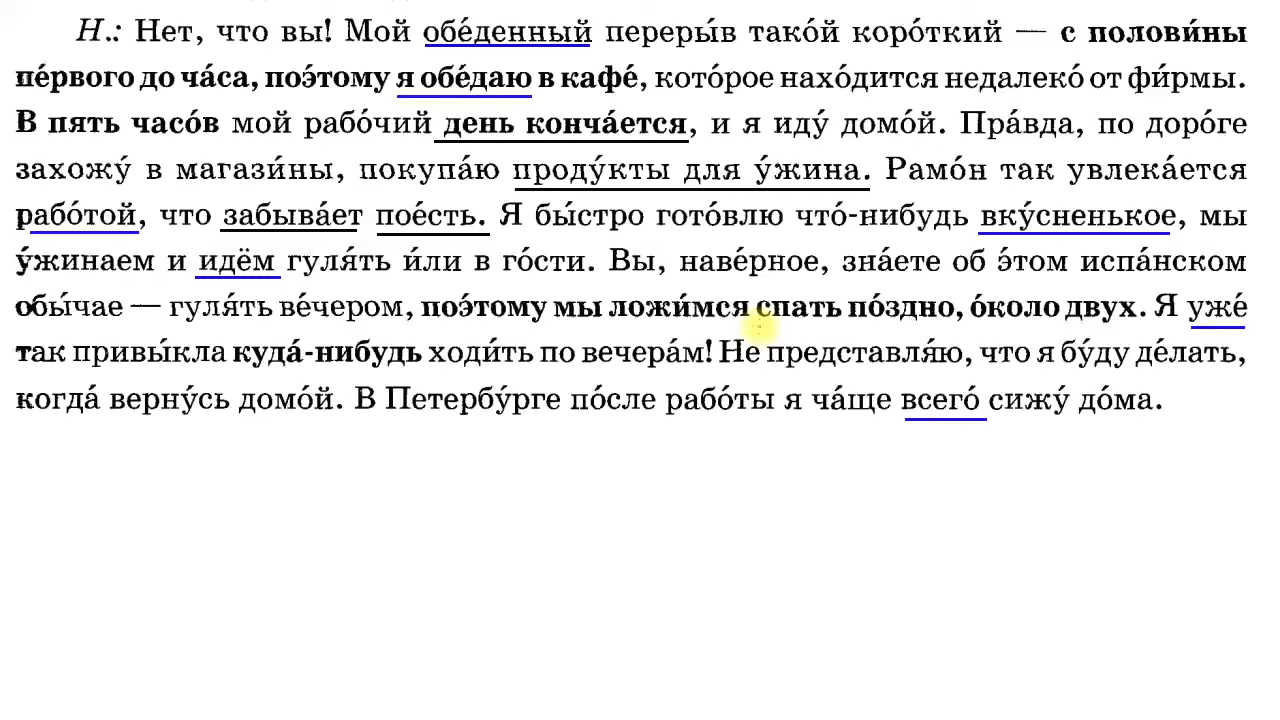 Н.: Нет, что вы! Мой обе́денный переры́в тако́й коро́ткий — с полови́ны
пе́рвого до ча́са, поэ́тому я обе́даю в кафе́, кото́рое нахо́дится недалеко́ от фи́рмы.
В пять часо́в мой рабо́чий день конча́ется, и я иду́ домо́й. Пра́вда, по доро́ге
захожу́ в магази́ны, покупа́ю проду́кты для у́жина. Рамо́н так увлека́ется
рабо́той, что забыва́ет пое́сть. Я бы́стро гото́влю что́-нибудь вку́сненькое, мы
у́жинаем и идём гуля́ть и́ли в го́сти. Вы, наве́рное, зна́ете об э́том испа́нском
обы́чае — гуля́ть ве́чером, поэ́тому мы ложи́мся спать по́здно, о́коло двух. Я уже́
так привы́кла куда́-нибудь ходи́ть по вечера́м! Не представля́ю, что я бу́ду де́лать,
когда́ верну́сь домо́й. В Петербу́рге по́сле рабо́ты я ча́ще всего́ сижу́ до́ма.